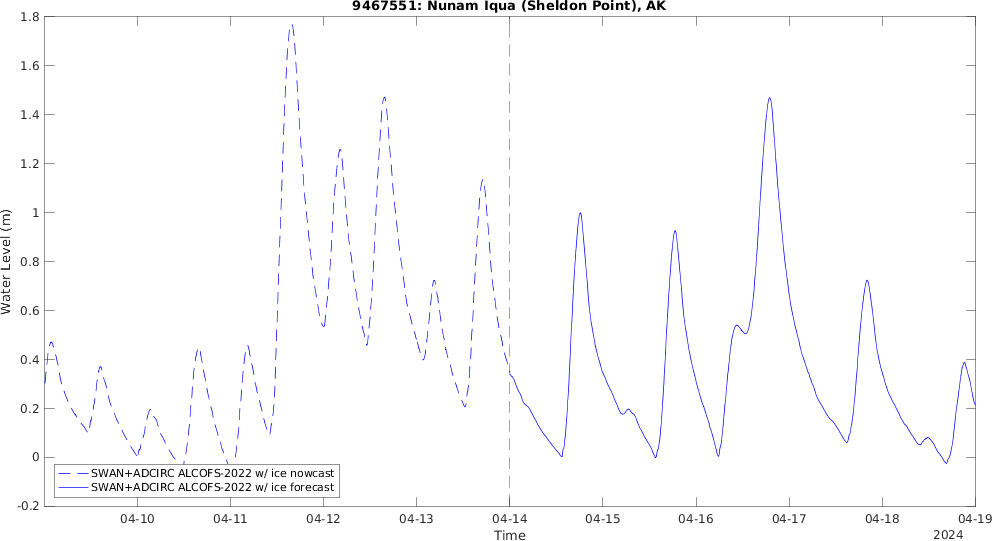 9467551: Nunam Iqua (Sheldon Point), AK
1.8
1.6
1.4
1.2
1
0.8
0.6
0.4
0.2
0
-0.2
Water Level (m)
SWAN+ADCIRC ALCOFS-2022 w/ ice nowcast
SWAN+ADCIRC ALCOFS-2022 w/ ice forecast
04-10 04-11 04-12 04-13 04-14 04-15 04-16 04-17 04-18 04-19
Time
2024